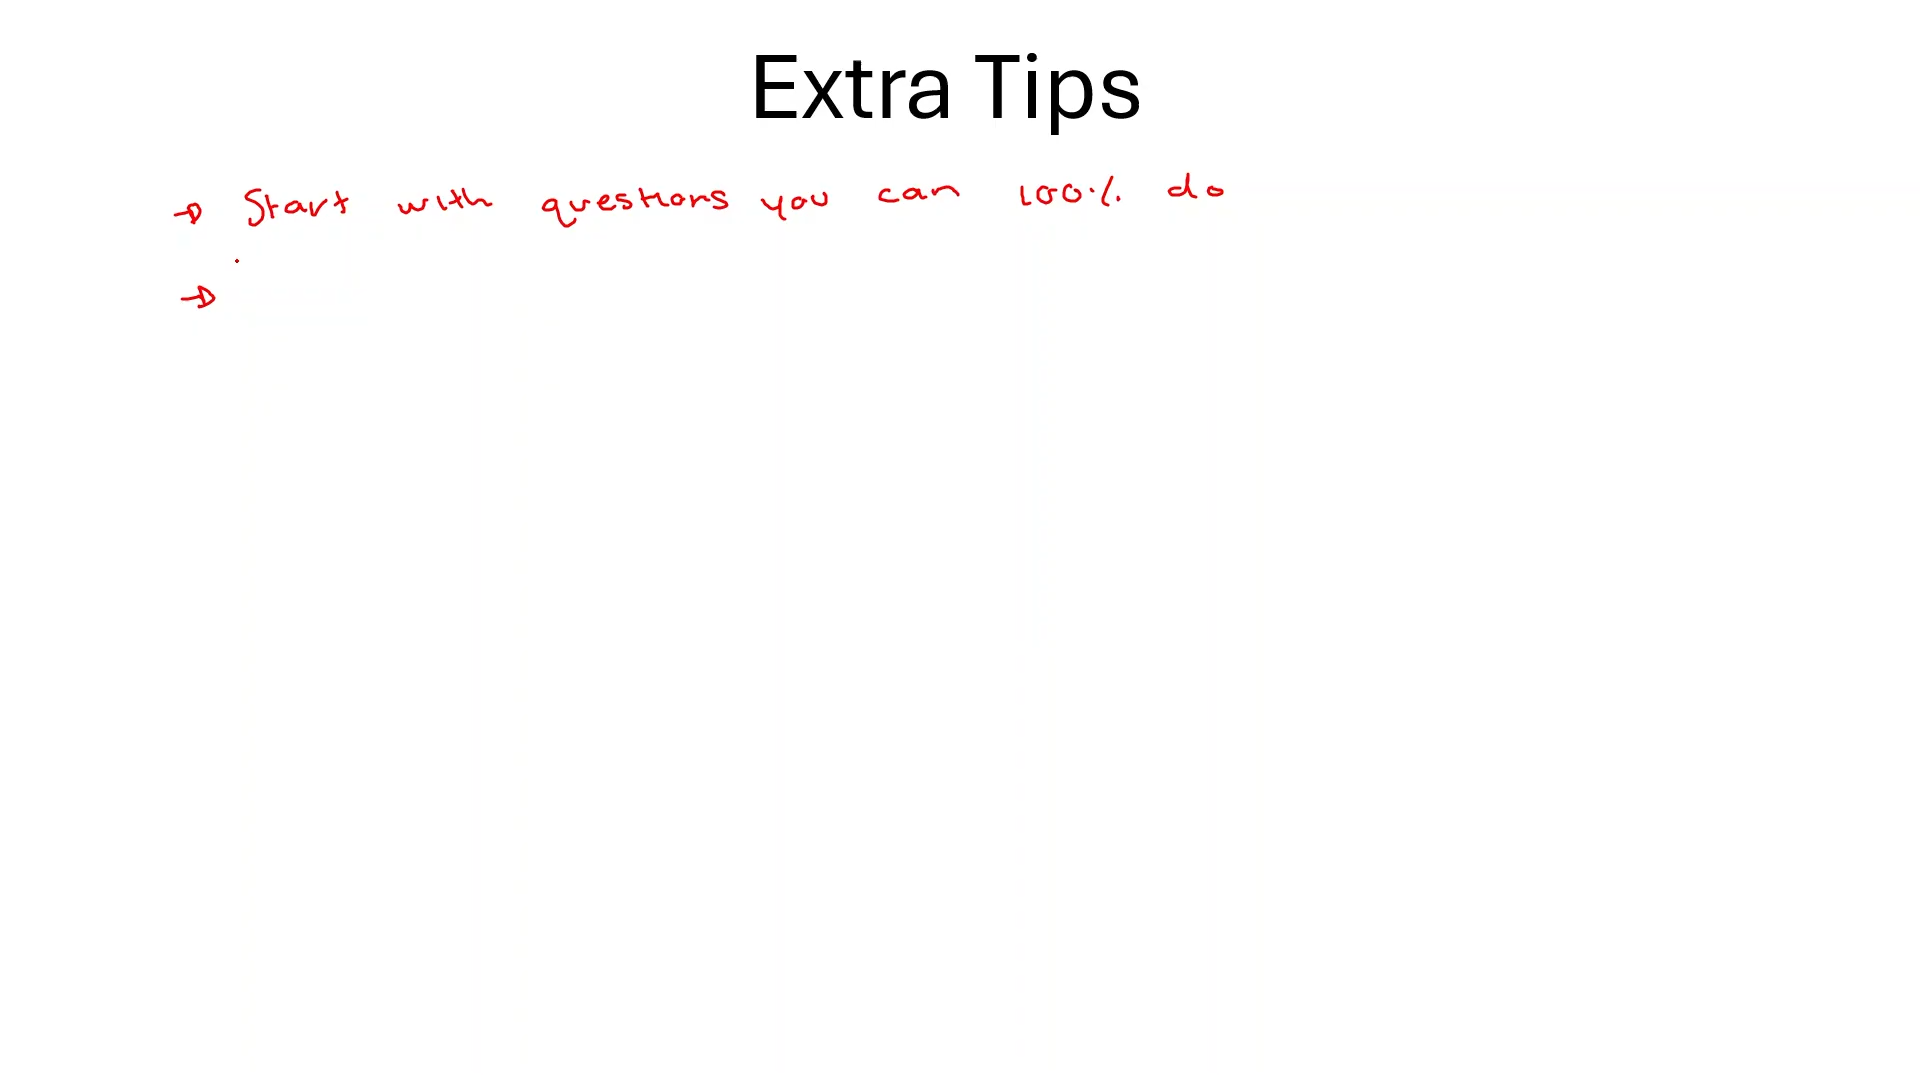 Extra Tips
→ Start with questions you can 100% do
→